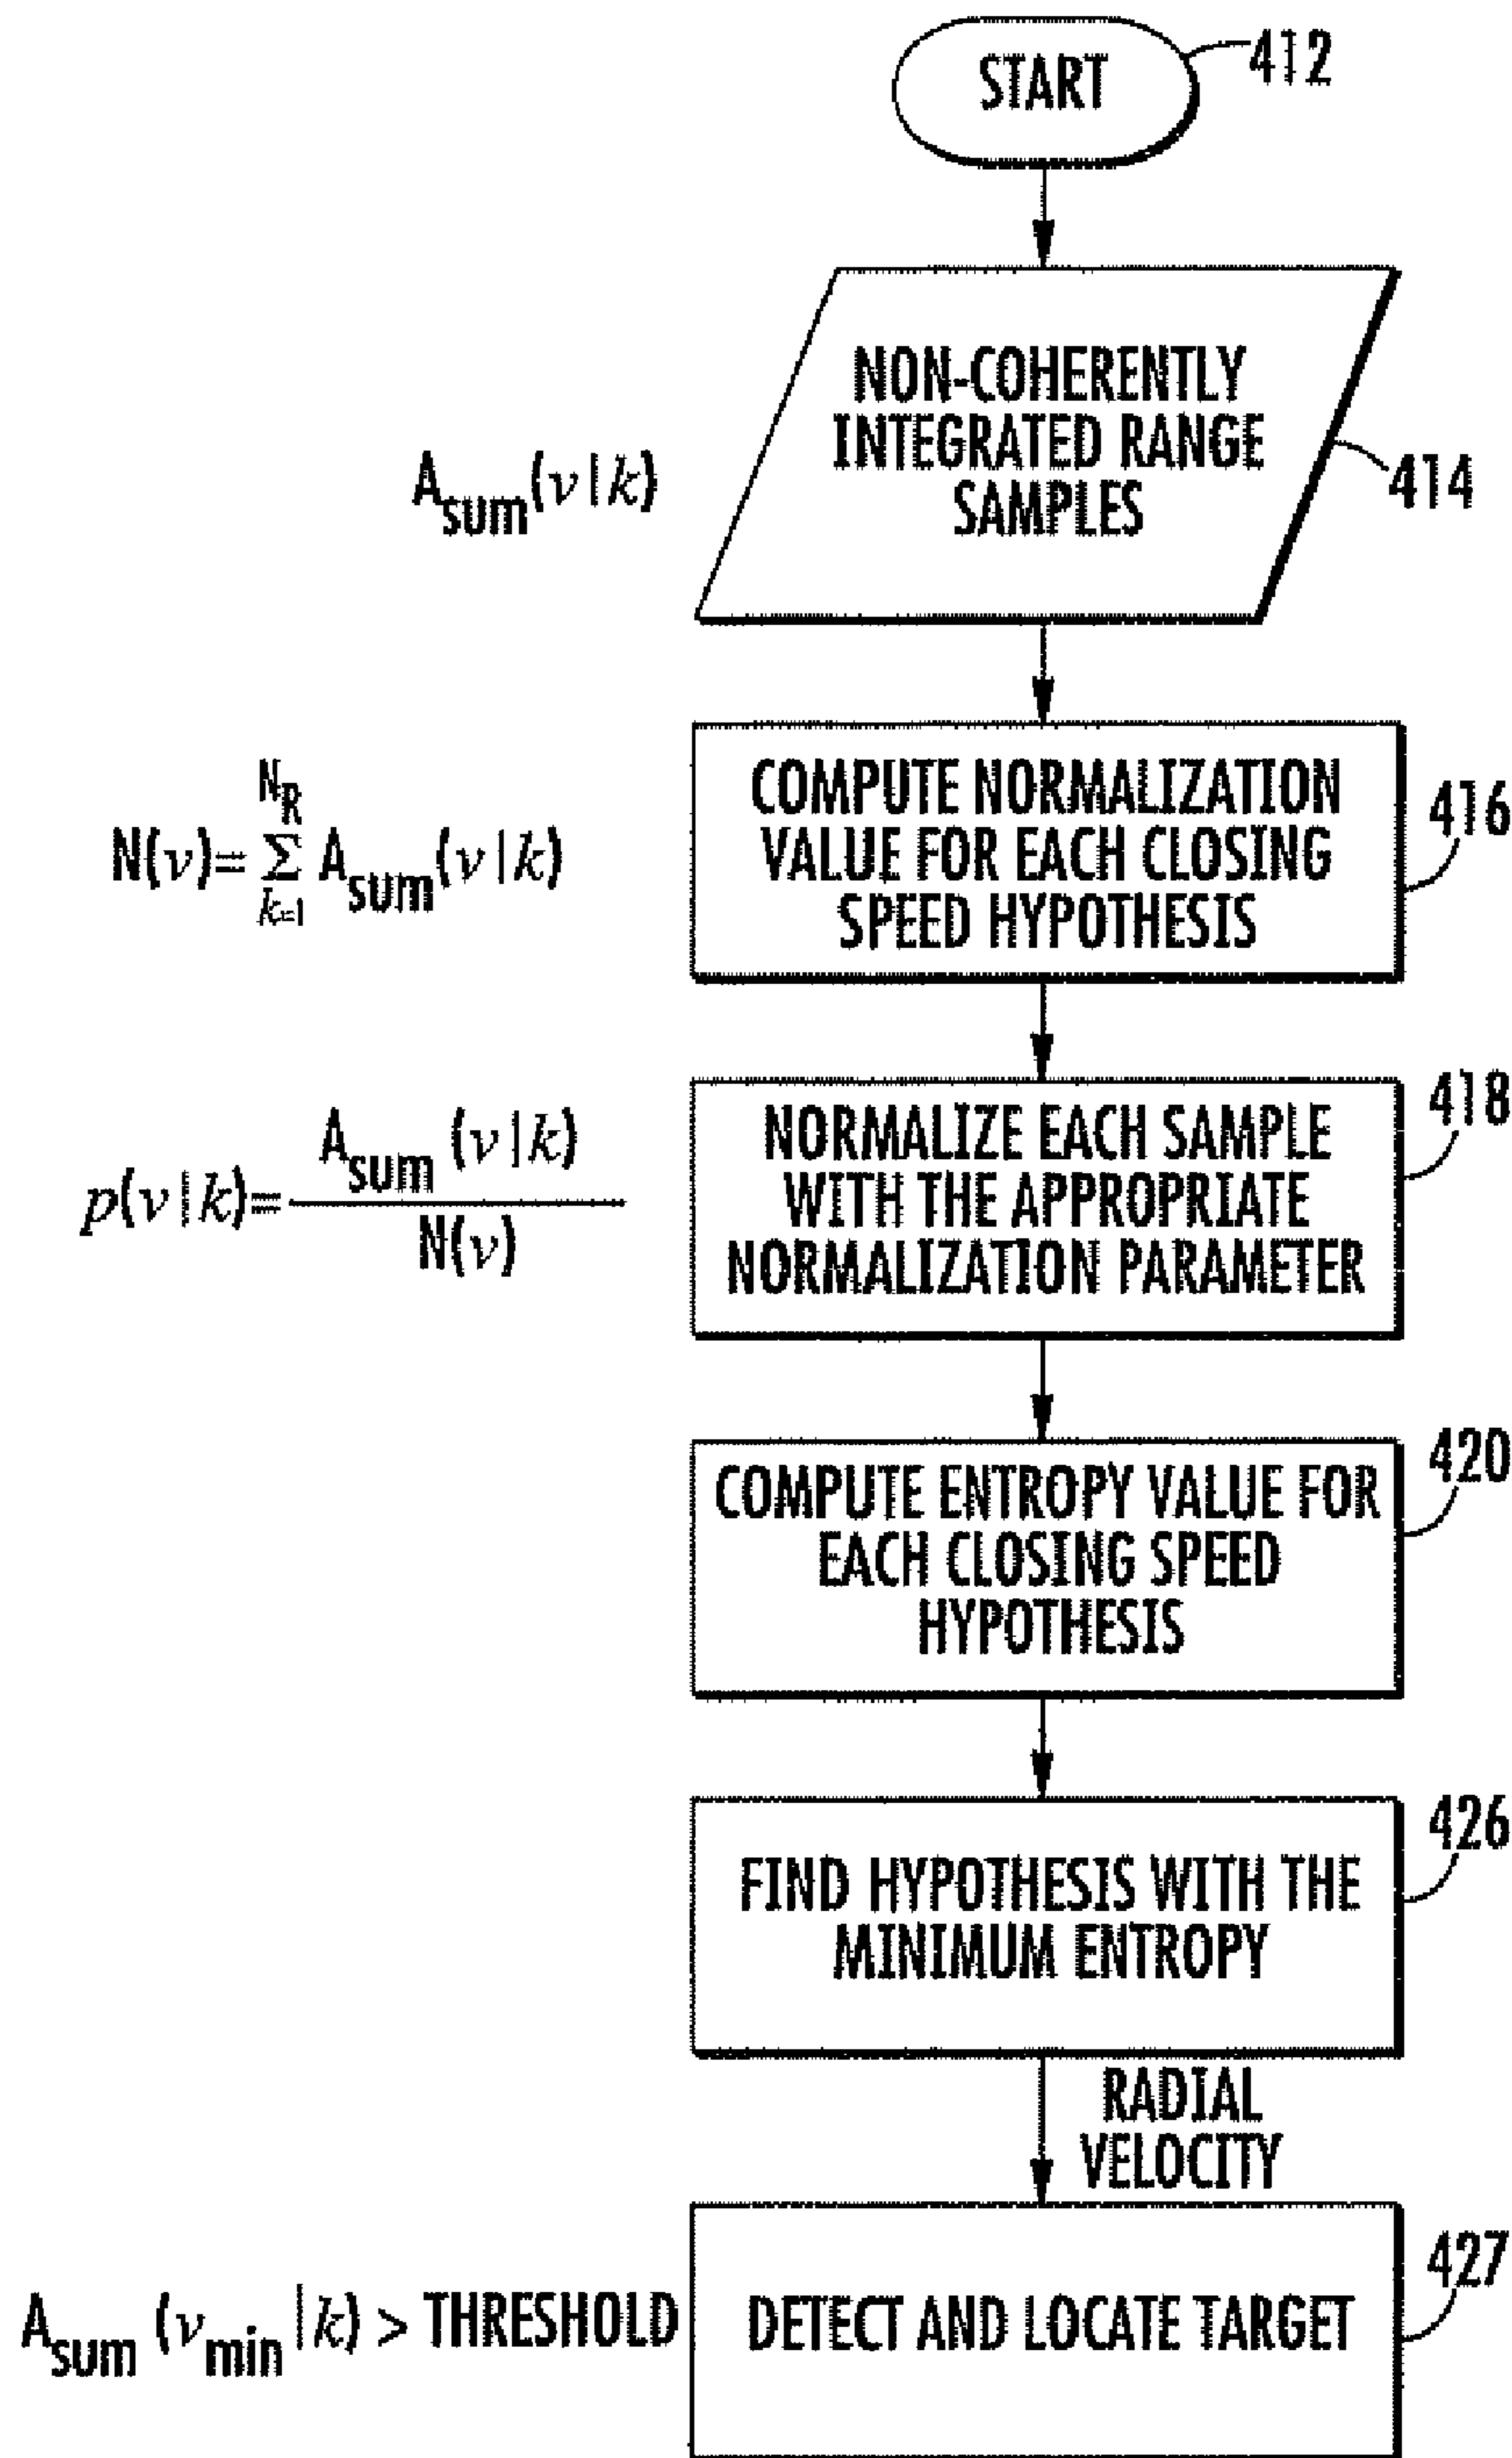 START
412
NON-COHERENTLY
INTEGRATED RANGE
SAMPLES
414
A_sum(v|k)
COMPUTE NORMALIZATION
VALUE FOR EACH CLOSING
SPEED HYPOTHESIS
416
N(v)= Σ_{k=1}^{N_R} A_sum(v|k)
NORMALIZE EACH SAMPLE
WITH THE APPROPRIATE
NORMALIZATION PARAMETER
418
p(v|k)= A_sum(v|k) / N(v)
COMPUTE ENTROPY VALUE FOR
EACH CLOSING SPEED
HYPOTHESIS
420
FIND HYPOTHESIS WITH THE
MINIMUM ENTROPY
426
RADIAL
VELOCITY
DETECT AND LOCATE TARGET
427
A_sum(v_min|k) > THRESHOLD